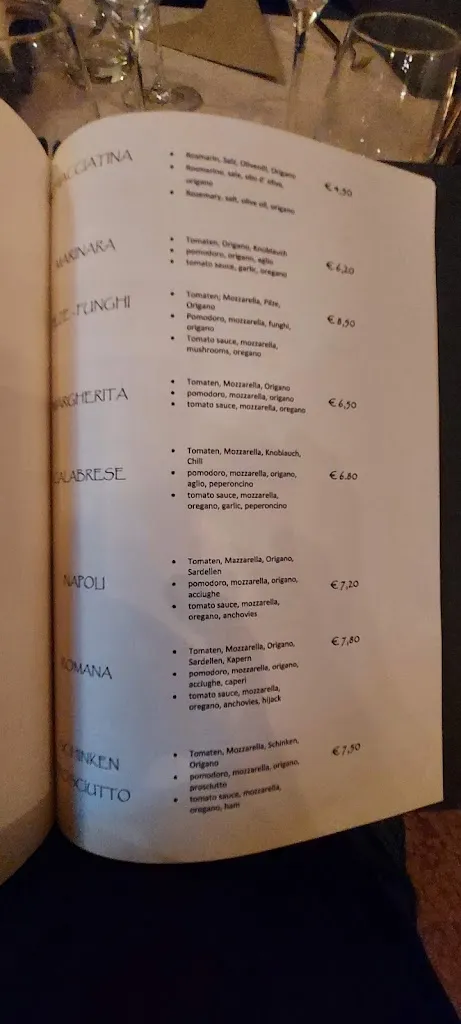 Rosmarin, Salz, Olivenöl, Origano
Rosmarino, sale, olio d' olive,
origano
Rosemary, salt, olive oil, origano
€ 4,50
MARINARA
Tomaten, Origano, Knoblauch
pomodoro, origano, aglio
tomato sauce, garlic, oregano
€ 6,20
FUNGHI
Tomaten, Mozzarella, Pilze,
Origano
Pomodoro, mozzarella, funghi,
origano
Tomato sauce, mozzarella,
mushrooms, oregano
€ 8,50
MARGHERITA
Tomaten, Mozzarella, Origano
pomodoro, mozzarella, origano
tomato sauce, mozzarella, oregano
€ 6,50
CALABRESE
Tomaten, Mozzarella, Knoblauch,
Chili
pomodoro, mozzarella, origano,
aglio, peperoncino
tomato sauce, mozzarella,
oregano, garlic, peperoncino
€ 6.80
NAPOLI
Tomaten, Mazzarella, Origano,
Sardellen
pomodoro, mozzarella, origano,
acciughe
tomato sauce, mozzarella,
oregano, anchovies
€ 7,20
ROMANA
Tomaten, Mozzarella, Origano,
Sardellen, Kapern
pomodoro, mozzarelle, origano,
acciughe, caperi
tomato sauce, mozzarella,
oregano, anchovies, hijack
€ 7,80
SCHINKEN
PROSCIUTTO
Tomaten, Mozzarella, Schinken,
Origano
pomodoro, mozzarella, origano,
prosciutto
tomato sauce, mozzarella,
oregano, ham
€ 7,50